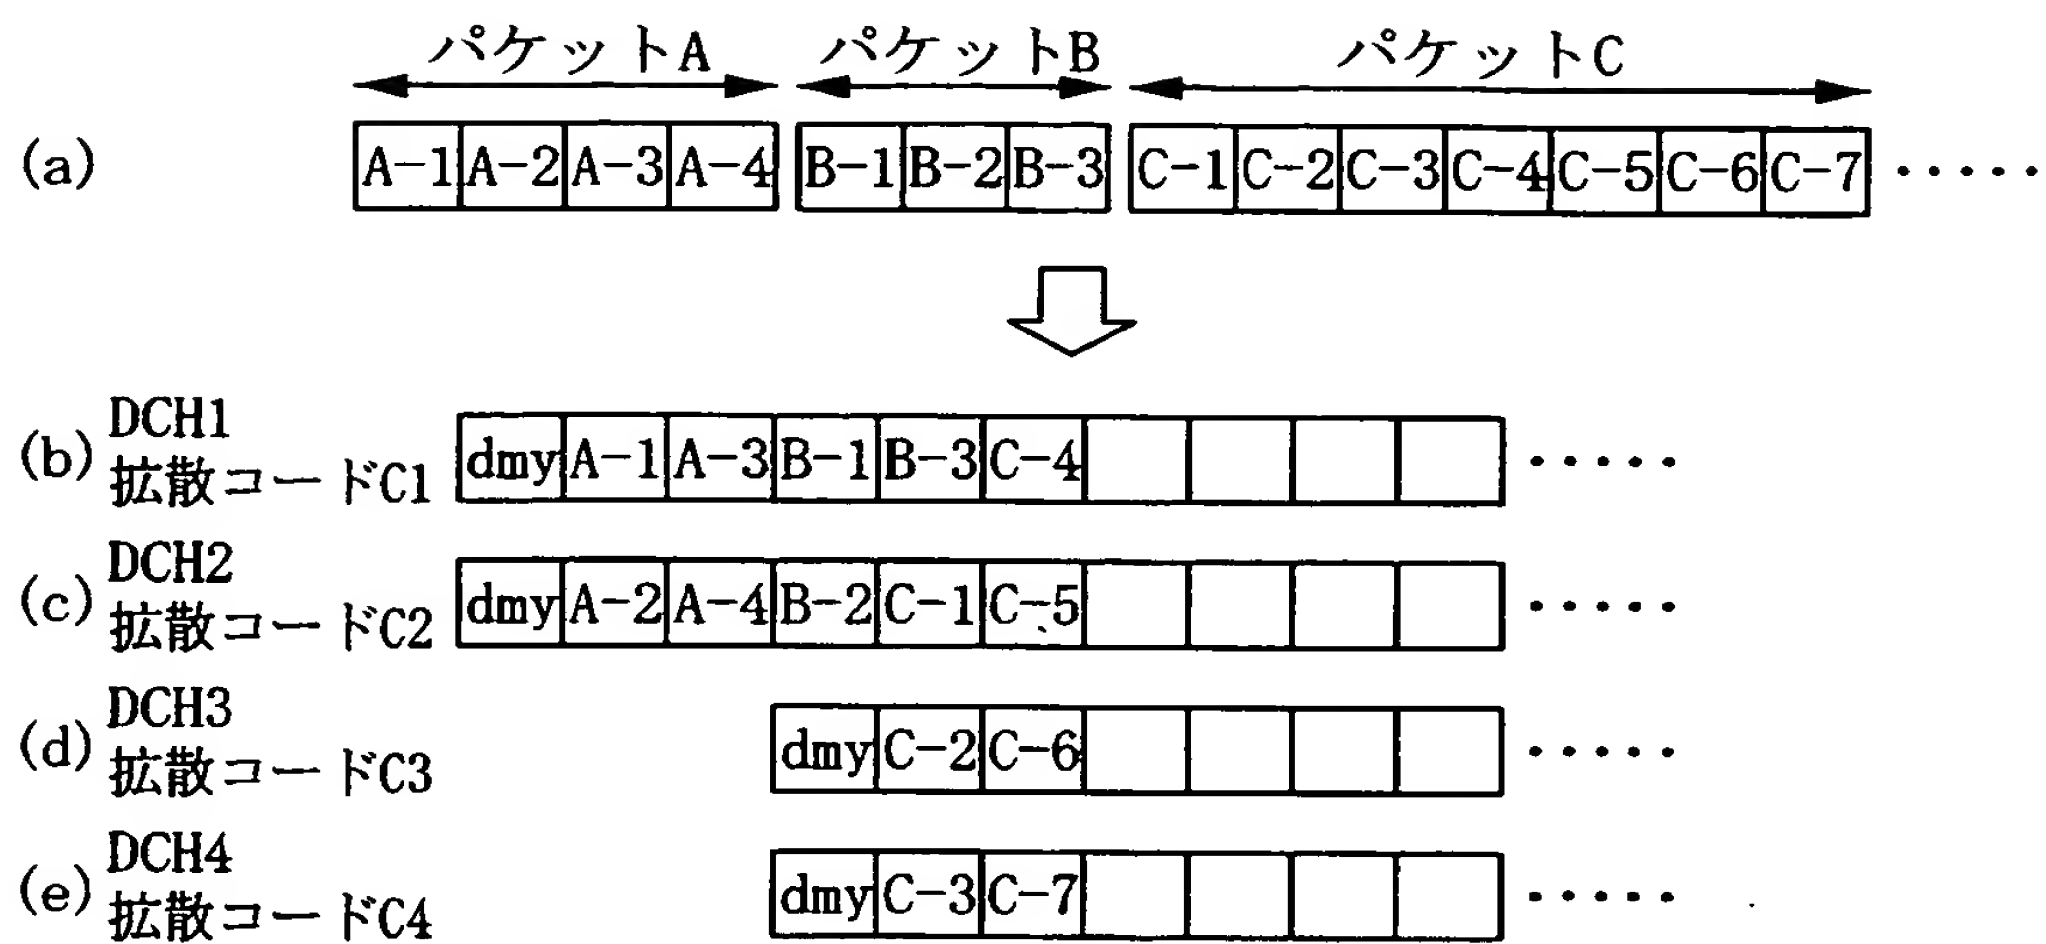 パケットA パケットB パケットC
(a) A-1 A-2 A-3 A-4 B-1 B-2 B-3 C-1 C-2 C-3 C-4 C-5 C-6 C-7 ・・・・・
DCH1
(b) 拡散コードC1 dmy A-1 A-3 B-1 B-3 C-4 ・・・・・
DCH2
(c) 拡散コードC2 dmy A-2 A-4 B-2 C-1 C-5 ・・・・・
DCH3
(d) 拡散コードC3 dmy C-2 C-6 ・・・・・
DCH4
(e) 拡散コードC4 dmy C-3 C-7 ・・・・・